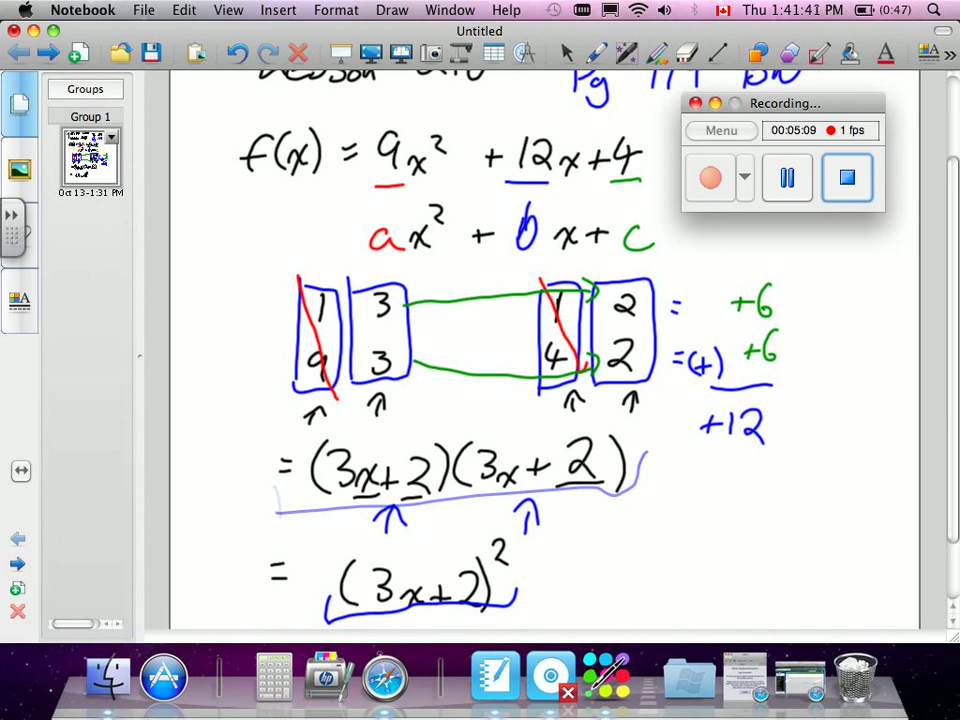 Notebook File Edit View Insert Format Draw Window Help Thu 1:41:41 PM (0:47)
Untitled
Groups
Group 1
Oct 13-1:31 PM
Pg
Recording...
Menu 00:05:09 1 fps
f(x) = 9x² + 12x + 4
ax² + bx + c
1 3 1 2 = +6
9 3 4 2 = (+) +6
+12
= (3x + 2)(3x + 2)
= (3x + 2)²